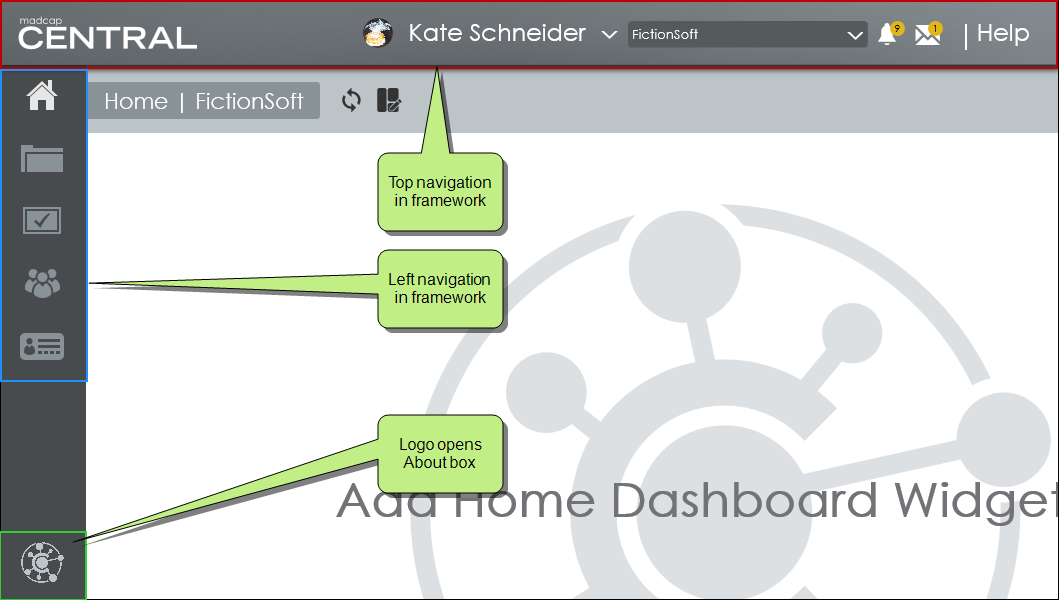 madcap
CENTRAL
Kate Schneider
FictionSoft
9
1
| Help
Home | FictionSoft
Top navigation
in framework
Left navigation
in framework
Logo opens
About box
Add Home Dashboard Widget